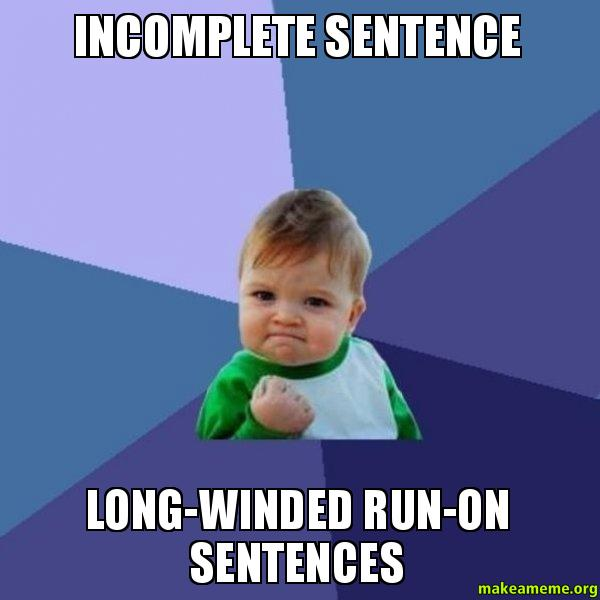 INCOMPLETE SENTENCE
LONG-WINDED RUN-ON
SENTENCES
makeameme.org